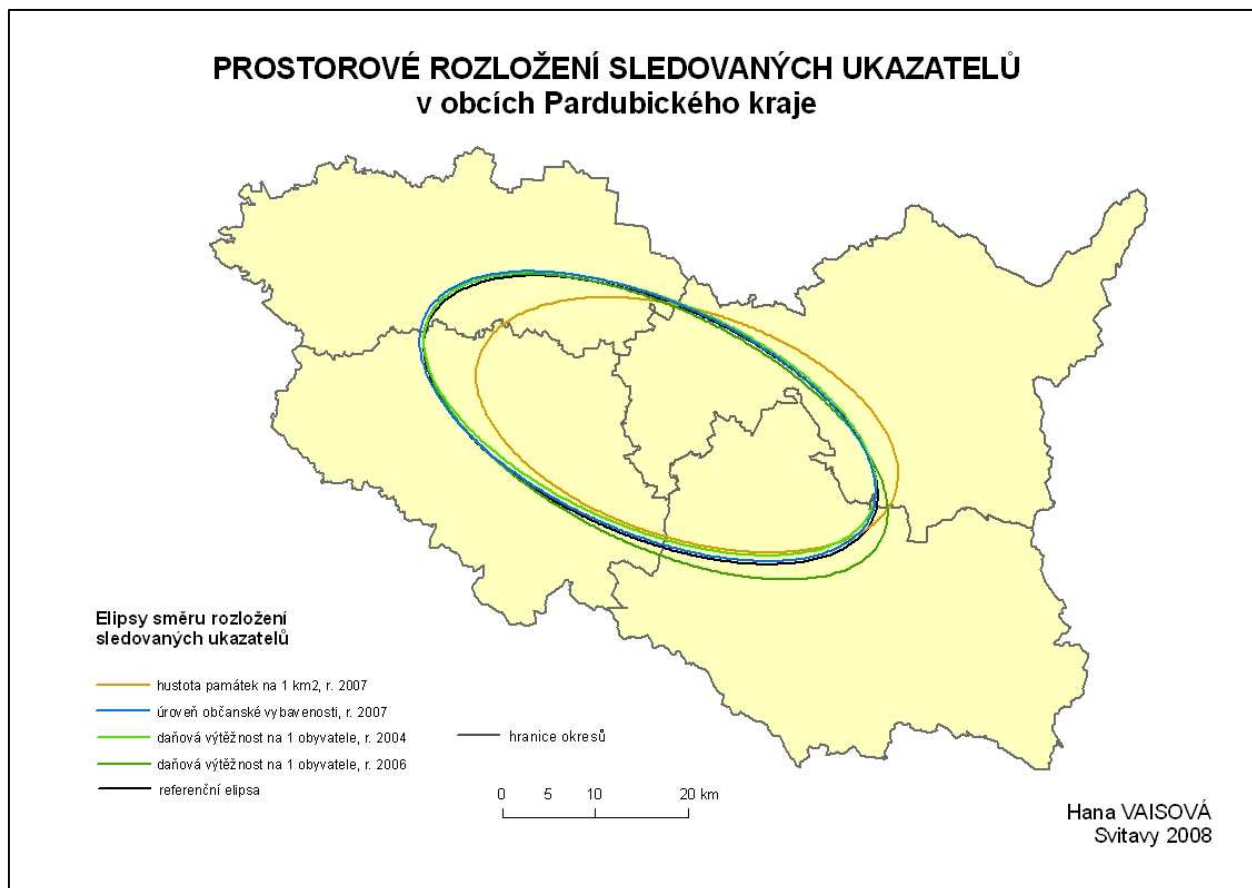 PROSTOROVÉ ROZLOŽENÍ SLEDOVANÝCH UKAZATELŮ
v obcích Pardubického kraje
Elipsy směru rozložení
sledovaných ukazatelů
hustota památek na 1 km2, r. 2007
úroveň občanské vybavenosti, r. 2007
daňová výtěžnost na 1 obyvatele, r. 2004
daňová výtěžnost na 1 obyvatele, r. 2006
referenční elipsa
hranice okresů
0 5 10 20 km
Hana VAISOVÁ
Svitavy 2008